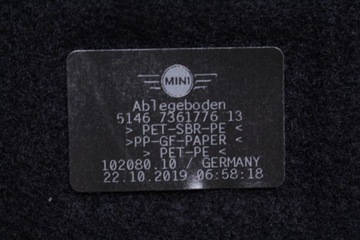 MINI
Ablegeboden
5146 7361776 13
> PET-SBR-PE <
>PP-GF-PAPER <
> PET-PE <
102080.10 / GERMANY
22.10.2019 06:58:18